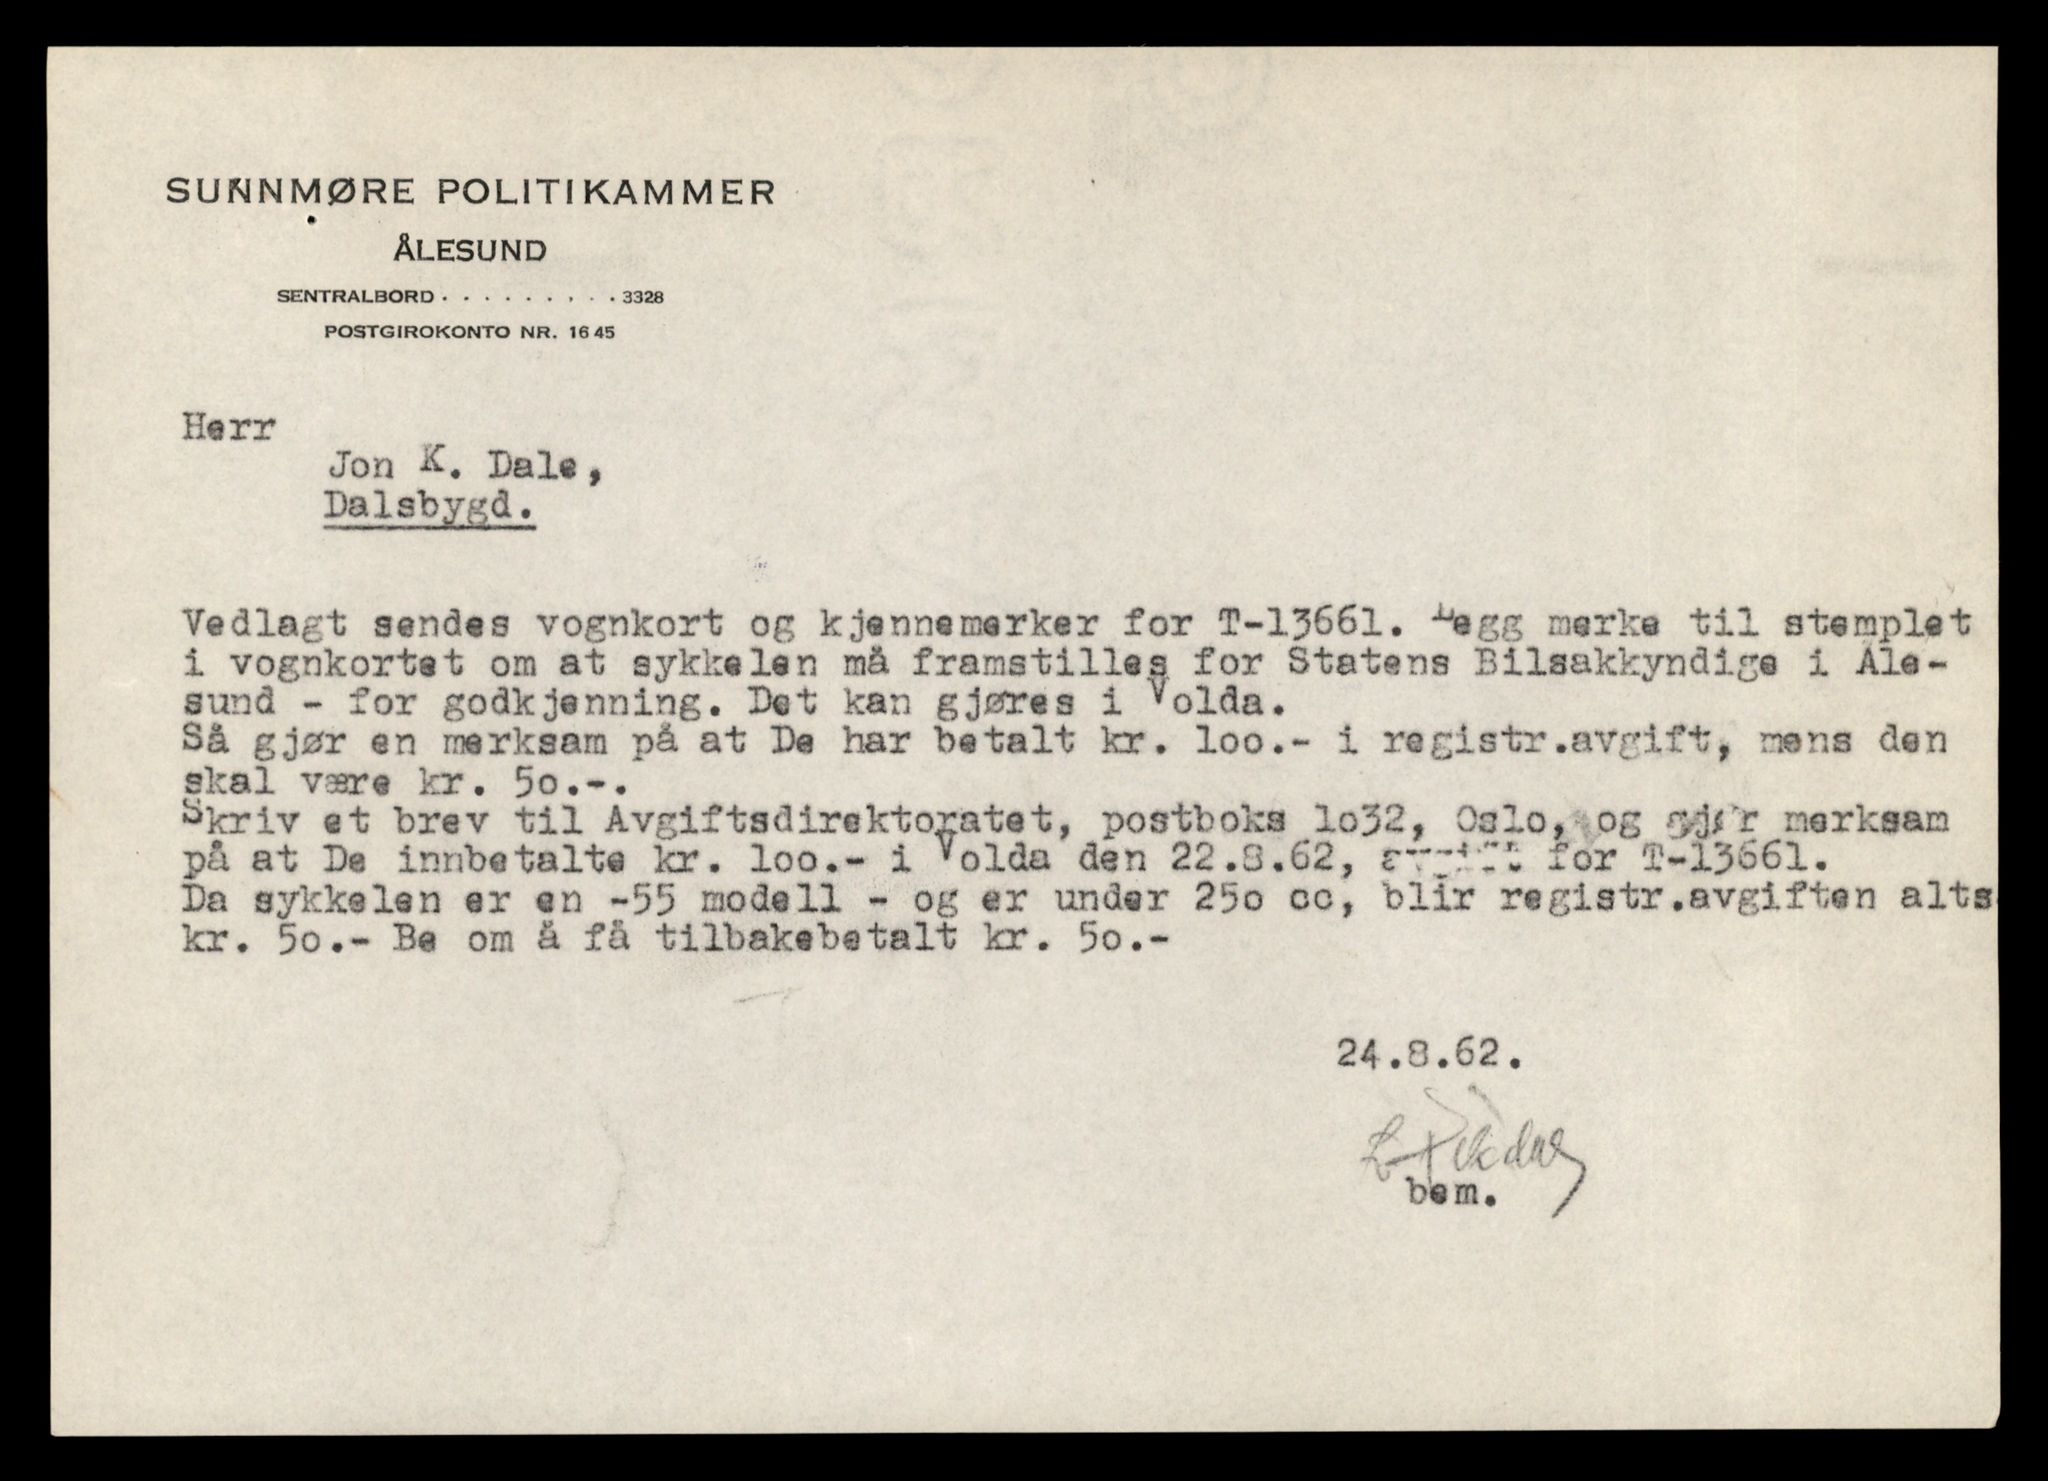 SUNNMØRE POLITIKAMMER
ÅLESUND
SENTRALBORD . . . . . . . . . 3328
POSTGIROKONTO NR. 1645
Herr
Jon K. Dale,
Dalsbygd.
Vedlagt sendes vognkort og kjennemerker for T-13661. Legg merke til stemplet
i vognkortet om at sykkelen må framstilles for Statens Bilsakkyndige i Åle-
sund - for godkjenning. Det kan gjøres i Volda.
Så gjør en merksam på at De har betalt kr. loo.- i registr.avgift, mens den
skal være kr. 5o.-.
Skriv et brev til Avgiftsdirektoratet, postboks lo32, Oslo, og gjør merksam
på at De innbetalte kr. loo.- i Volda den 22.8.62, avgift for T-13661.
Da sykkelen er en -55 modell - og er under 25o cc, blir registr.avgiften alts
kr. 5o.- Be om å få tilbakebetalt kr. 5o.-
24.8.62.
bem.